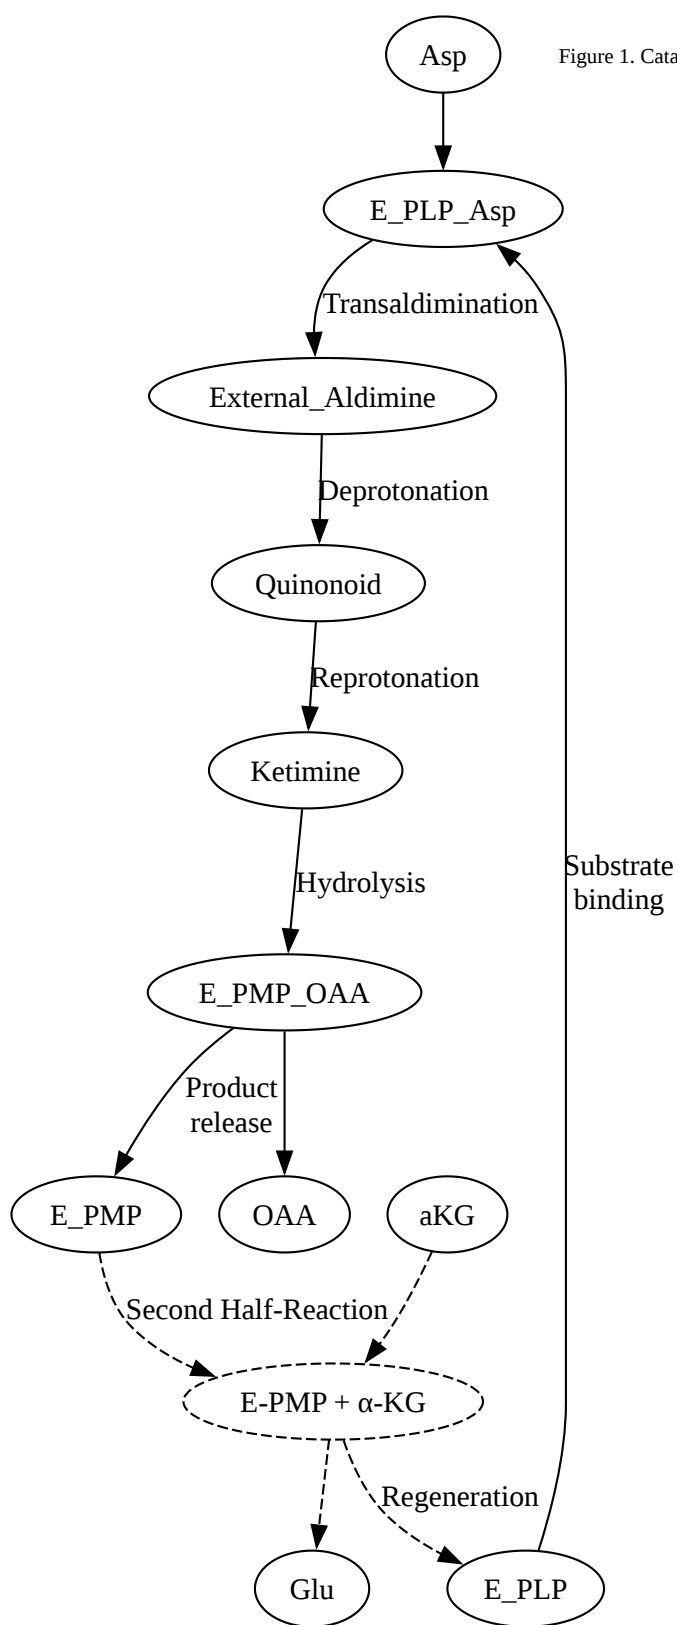 Asp
Figure 1. Cata
E_PLP_Asp
Transaldimination
External_Aldimine
Deprotonation
Quinonoid
Reprotonation
Ketimine
Hydrolysis
Substrate
binding
E_PMP_OAA
Product
release
E_PMP
OAA
aKG
Second Half-Reaction
E-PMP + α-KG
Regeneration
Glu
E_PLP